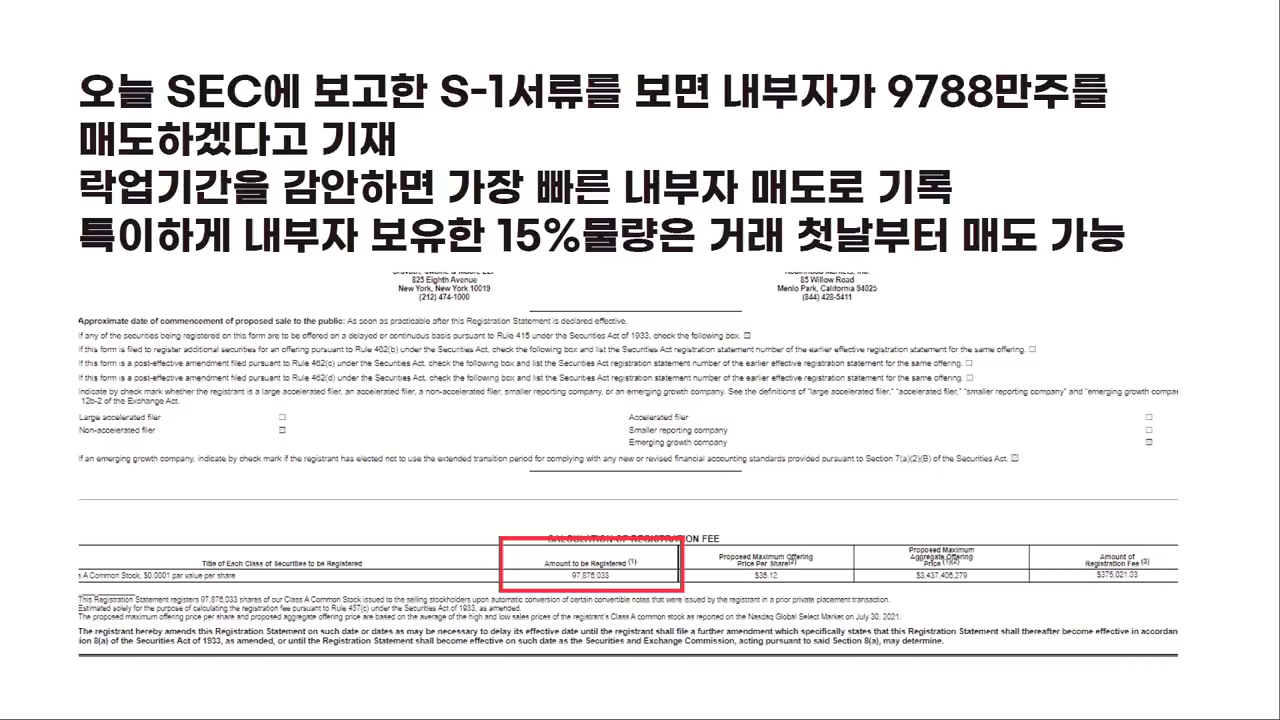 오늘 SEC에 보고한 S-1서류를 보면 내부자가 9788만주를
매도하겠다고 기재
락업기간을 감안하면 가장 빠른 내부자 매도로 기록
특이하게 내부자 보유한 15%물량은 거래 첫날부터 매도 가능
825 Eighth Avenue
New York, New York 10019
(212) 474-1000
85 Willow Road
Menlo Park, California 94025
(844) 428-5411
Approximate date of commencement of proposed sale to the public: As soon as practicable after this Registration Statement is declared effective.
If any of the securities being registered on this form are to be offered on a delayed or continuous basis pursuant to Rule 415 under the Securities Act of 1933, check the following box. ☒
If this form is filed to register additional securities for an offering pursuant to Rule 462(b) under the Securities Act, check the following box and list the Securities Act registration statement number of the earlier effective registration statement for the same offering. ☐
If this form is a post-effective amendment filed pursuant to Rule 462(c) under the Securities Act, check the following box and list the Securities Act registration statement number of the earlier effective registration statement for the same offering. ☐
If this form is a post-effective amendment filed pursuant to Rule 462(d) under the Securities Act, check the following box and list the Securities Act registration statement number of the earlier effective registration statement for the same offering. ☐
Indicate by check mark whether the registrant is a large accelerated filer, an accelerated filer, a non-accelerated filer, smaller reporting company, or an emerging growth company. See the definitions of "large accelerated filer," "accelerated filer," "smaller reporting company" and "emerging growth compar
12b-2 of the Exchange Act.
Large accelerated filer ☐ Accelerated filer ☐
Non-accelerated filer ☒ Smaller reporting company ☐
Emerging growth company ☒
If an emerging growth company, indicate by check mark if the registrant has elected not to use the extended transition period for complying with any new or revised financial accounting standards provided pursuant to Section 7(a)(2)(B) of the Securities Act.
CALCULATION OF REGISTRATION FEE
Title of Each Class of Securities to be Registered
Amount to be Registered (1)
Proposed Maximum Offering
Price Per Share(2)
Proposed Maximum
Aggregate Offering
Price (1)(2)
Amount of
Registration Fee (3)
s A Common Stock, $0.0001 par value per share 97,876,033 $35.12 $3,437,406,279 $375,021.03
This Registration Statement registers 97,876,033 shares of our Class A Common Stock issued to the selling stockholders upon automatic conversion of certain convertible notes that were issued by the registrant in a prior private placement transaction.
Estimated solely for the purpose of calculating the registration fee pursuant to Rule 457(c) under the Securities Act of 1933, as amended.
The proposed maximum offering price per share and proposed aggregate offering price are based on the average of the high and low sales prices of the registrant's Class A common stock as reported on the Nasdaq Global Select Market on July 30, 2021.
The registrant hereby amends this Registration Statement on such date or dates as may be necessary to delay its effective date until the registrant shall file a further amendment which specifically states that this Registration Statement shall thereafter become effective in accordan
ion 8(a) of the Securities Act of 1933, as amended, or until the Registration Statement shall become effective on such date as the Securities and Exchange Commission, acting pursuant to said Section 8(a), may determine.